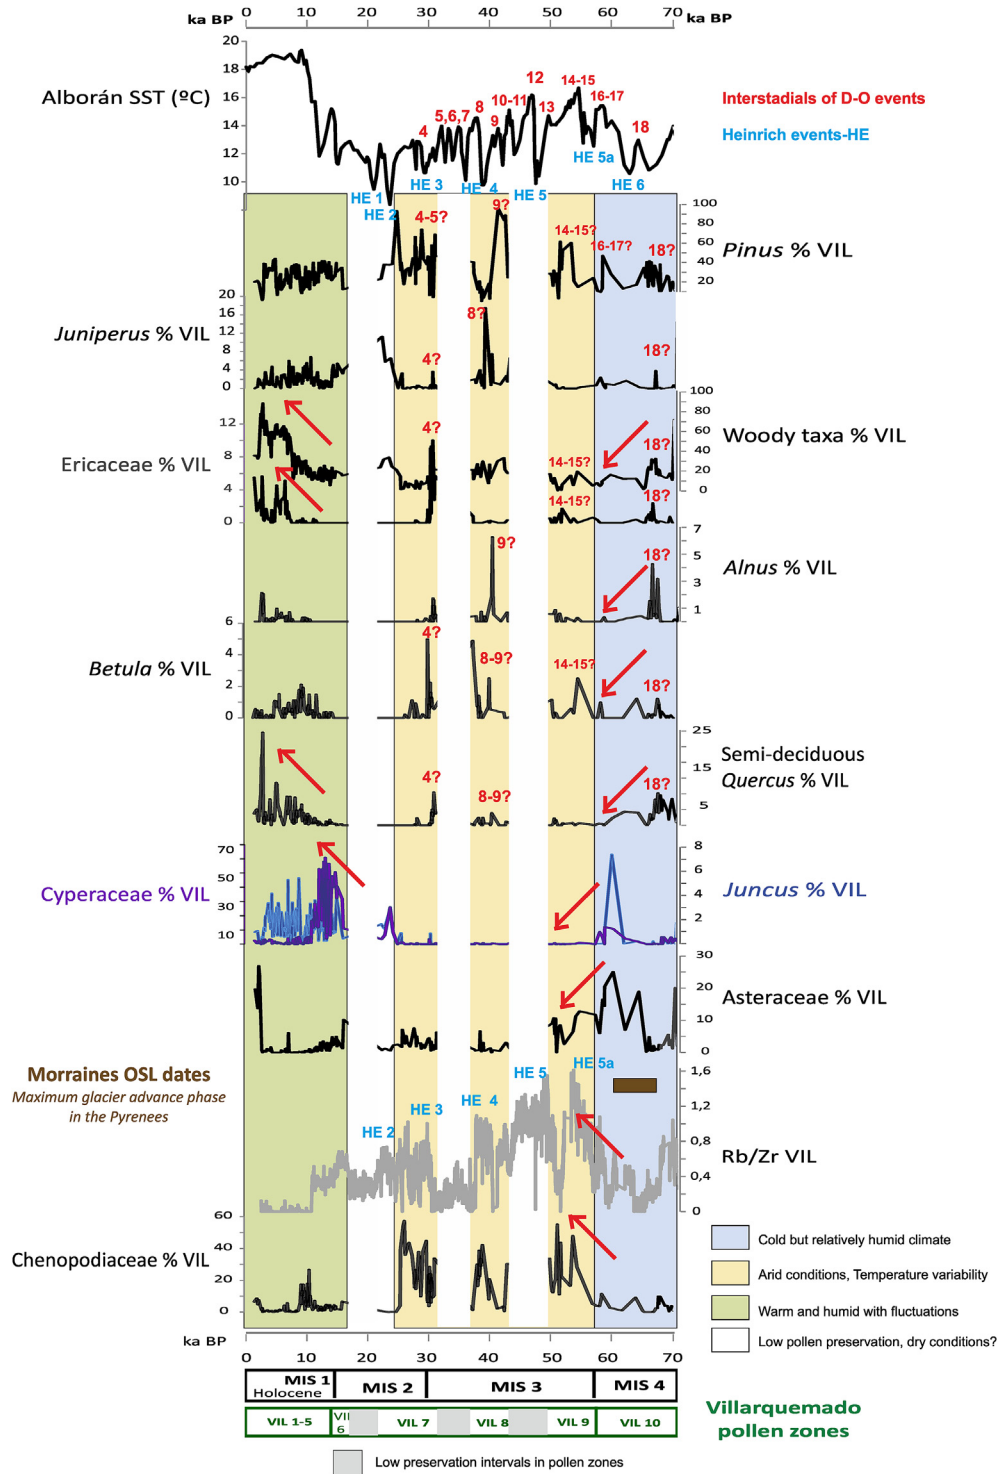 0 10 20 30 40 50 60 70
ka BP ka BP
20
18
16
14
12
10
Alborán SST (ºC)
4 5,6,7 8 9 10-11 12 13 14-15 16-17 18
HE 1 HE 2 HE 3 HE 4 HE 5 HE 5a HE 6
Interstadials of D-O events
Heinrich events-HE
4-5? 9? 14-15? 16-17? 18?
100
80
60
40
20
Pinus % VIL
20
16
12
8
4
0
Juniperus % VIL
4? 8? 18?
100
80
60
40
20
0
Woody taxa % VIL
4? 14-15? 18?
12
8
4
0
Ericaceae % VIL
14-15? 18?
7
5
3
1
Alnus % VIL
9? 18?
6
4
2
0
Betula % VIL
4? 8-9? 14-15? 18?
25
15
5
Semi-deciduous
Quercus % VIL
4? 8-9? 18?
70
50
30
10
Cyperaceae % VIL
8
6
4
2
Juncus % VIL
30
20
10
0
Asteraceae % VIL
Morraines OSL dates
Maximum glacier advance phase
in the Pyrenees
HE 2 HE 3 HE 4 HE 5 HE 5a
1,6
1,2
0,8
0,4
0
Rb/Zr VIL
60
40
20
0
Chenopodiaceae % VIL
Cold but relatively humid climate
Arid conditions, Temperature variability
Warm and humid with fluctuations
Low pollen preservation, dry conditions?
ka BP
0 10 20 30 40 50 60 70
MIS 1 MIS 2 MIS 3 MIS 4
Holocene
VIL 1-5 VIL 7 VIL 8 VIL 9 VIL 10
6
Villarquemado
pollen zones
Low preservation intervals in pollen zones